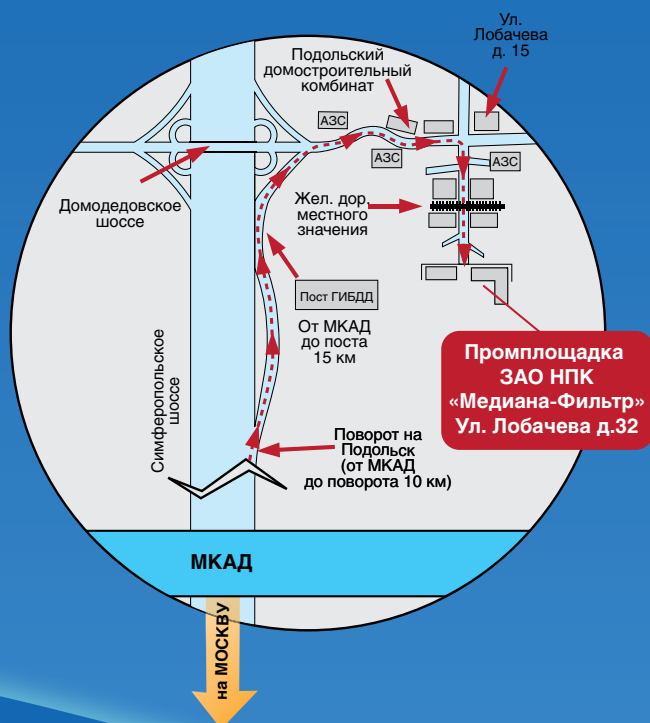 Ул.
Лобачева
д. 15
Подольский
домостроительный
комбинат
АЗС
АЗС
АЗС
Домодедовское
шоссе
Жел. дор.
местного
значения
Пост ГИБДД
От МКАД
до поста
15 км
Промплощадка
ЗАО НПК
«Медиана-Фильтр»
Ул. Лобачева д.32
Симферопольское
шоссе
Поворот на
Подольск
(от МКАД
до поворота 10 км)
МКАД
на МОСКВУ